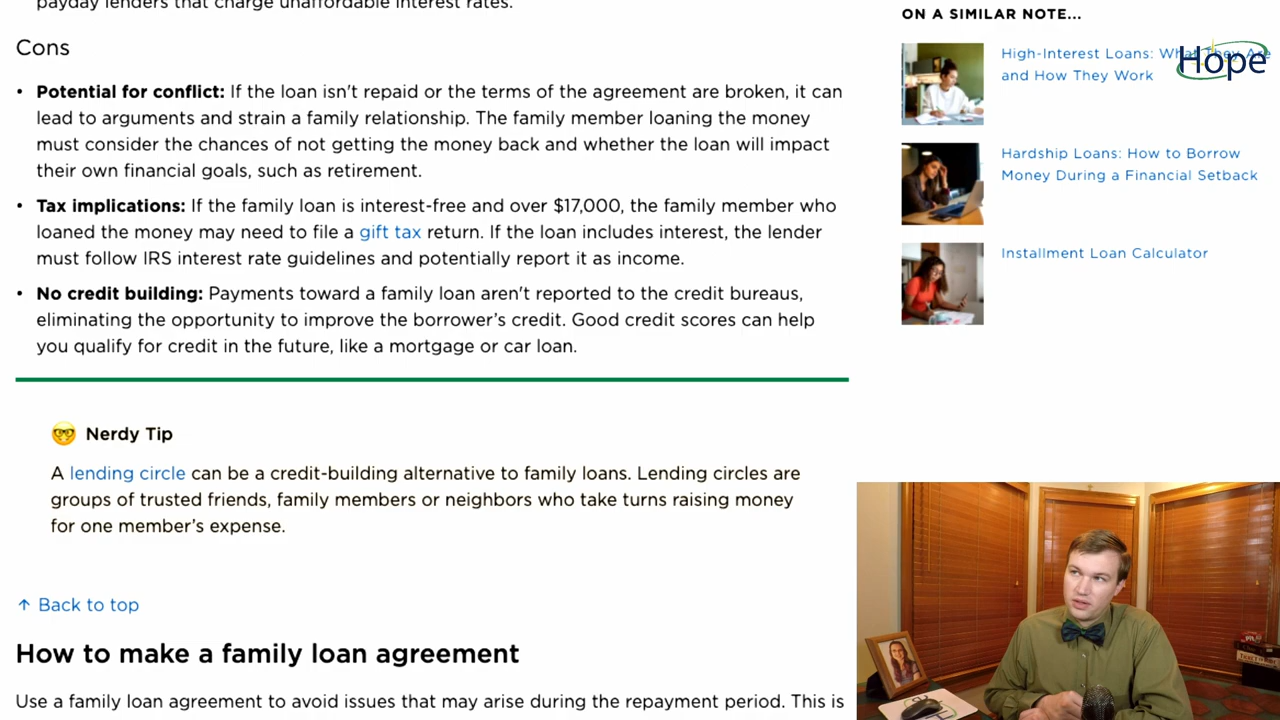 payday lenders that charge unaffordable interest rates.
Cons
• Potential for conflict: If the loan isn't repaid or the terms of the agreement are broken, it can
lead to arguments and strain a family relationship. The family member loaning the money
must consider the chances of not getting the money back and whether the loan will impact
their own financial goals, such as retirement.
• Tax implications: If the family loan is interest-free and over $17,000, the family member who
loaned the money may need to file a gift tax return. If the loan includes interest, the lender
must follow IRS interest rate guidelines and potentially report it as income.
• No credit building: Payments toward a family loan aren't reported to the credit bureaus,
eliminating the opportunity to improve the borrower's credit. Good credit scores can help
you qualify for credit in the future, like a mortgage or car loan.
Nerdy Tip
A lending circle can be a credit-building alternative to family loans. Lending circles are
groups of trusted friends, family members or neighbors who take turns raising money
for one member's expense.
↑ Back to top
How to make a family loan agreement
Use a family loan agreement to avoid issues that may arise during the repayment period. This is
ON A SIMILAR NOTE...
High-Interest Loans: What They Are
and How They Work
Hardship Loans: How to Borrow
Money During a Financial Setback
Installment Loan Calculator
Hope